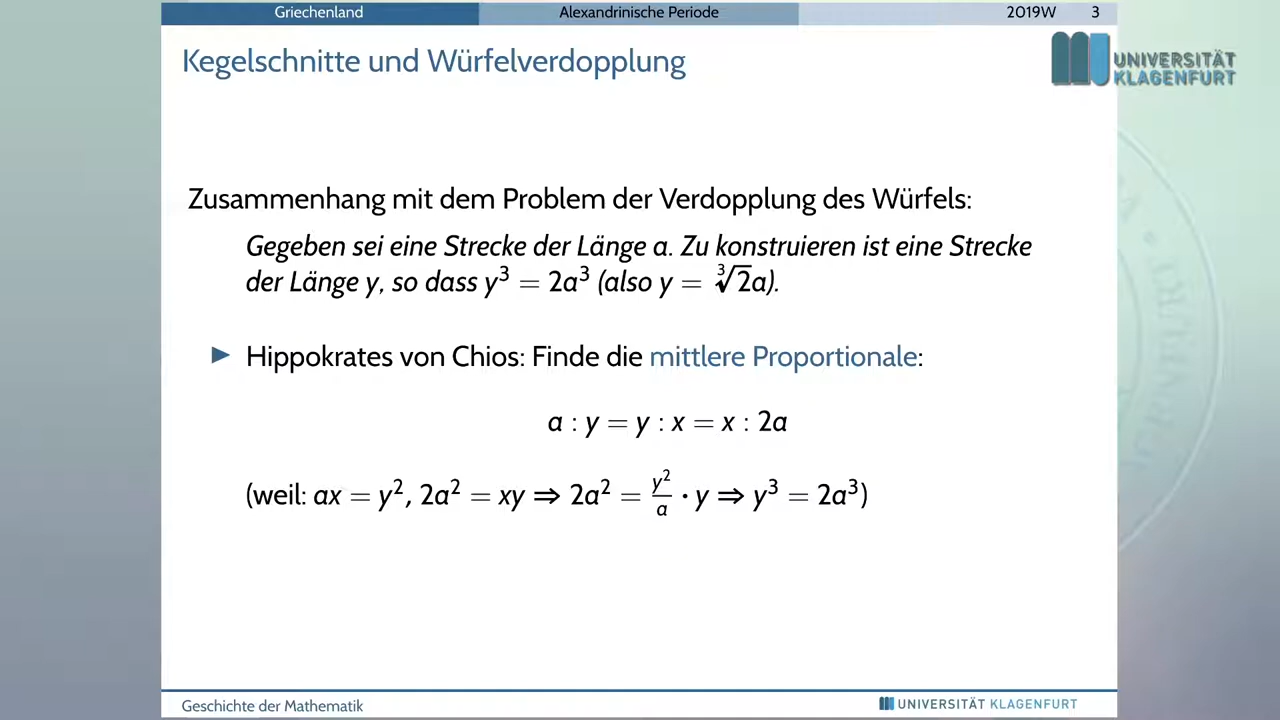 Griechenland Alexandrinische Periode 2019W 3
Kegelschnitte und Würfelverdopplung
UNIVERSITÄT
KLAGENFURT
Zusammenhang mit dem Problem der Verdopplung des Würfels:
Gegeben sei eine Strecke der Länge a. Zu konstruieren ist eine Strecke
der Länge y, so dass y³ = 2a³ (also y = ∛2a).
▶ Hippokrates von Chios: Finde die mittlere Proportionale:
a : y = y : x = x : 2a
(weil: ax = y², 2a² = xy ⇒ 2a² = y²/a · y ⇒ y³ = 2a³)
Geschichte der Mathematik UNIVERSITÄT KLAGENFURT